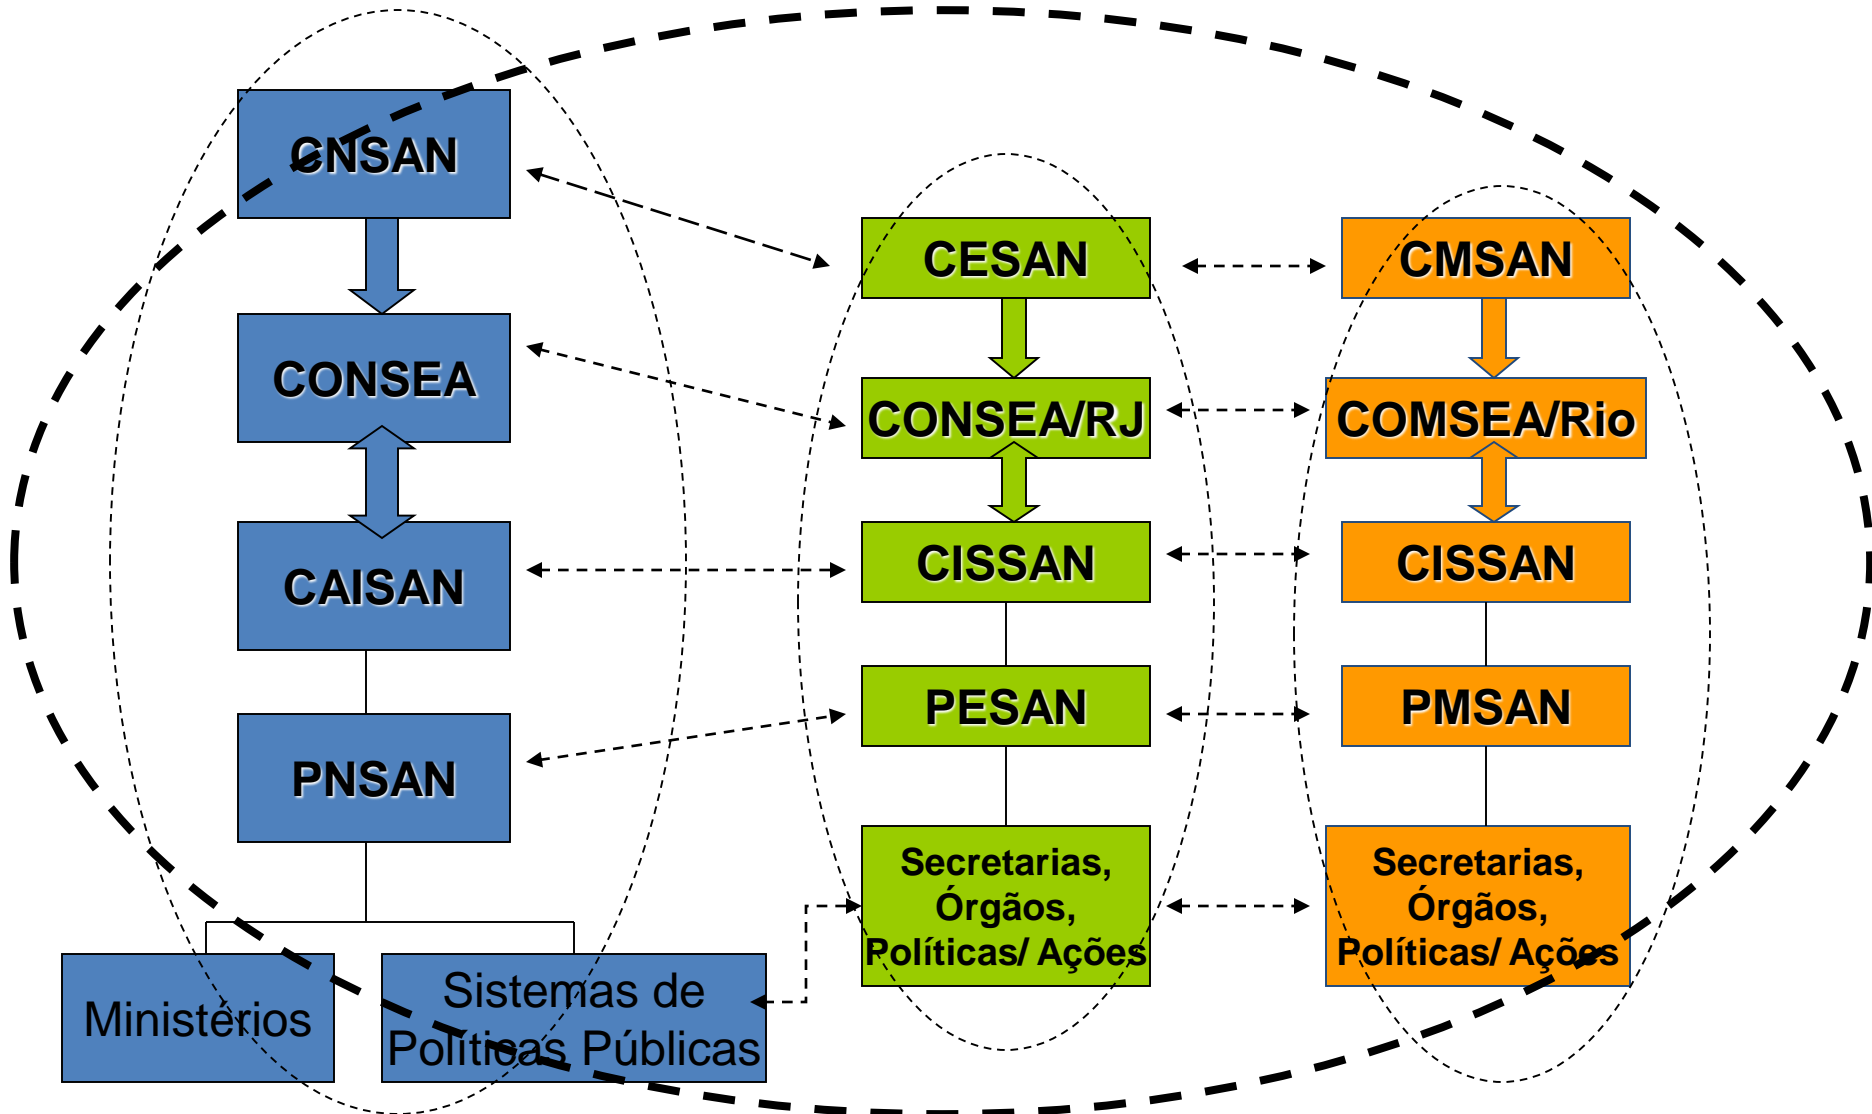 CNSAN
CONSEA
CAISAN
PNSAN
Ministérios
Sistemas de
Políticas Públicas
CESAN
CONSEA/RJ
CISSAN
PESAN
Secretarias,
Órgãos,
Políticas/ Ações
CMSAN
COMSEA/Rio
CISSAN
PMSAN
Secretarias,
Órgãos,
Políticas/ Ações